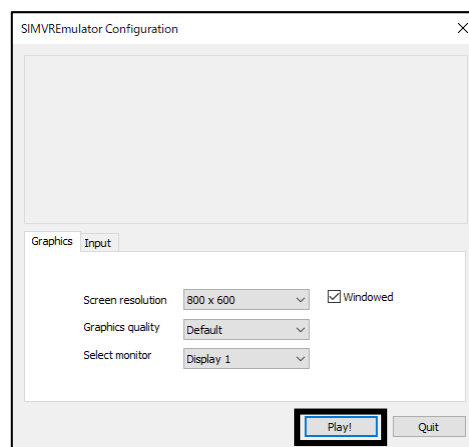 SIMVREmulator Configuration
Graphics Input
Screen resolution 800 x 600 Windowed
Graphics quality Default
Select monitor Display 1
Play! Quit